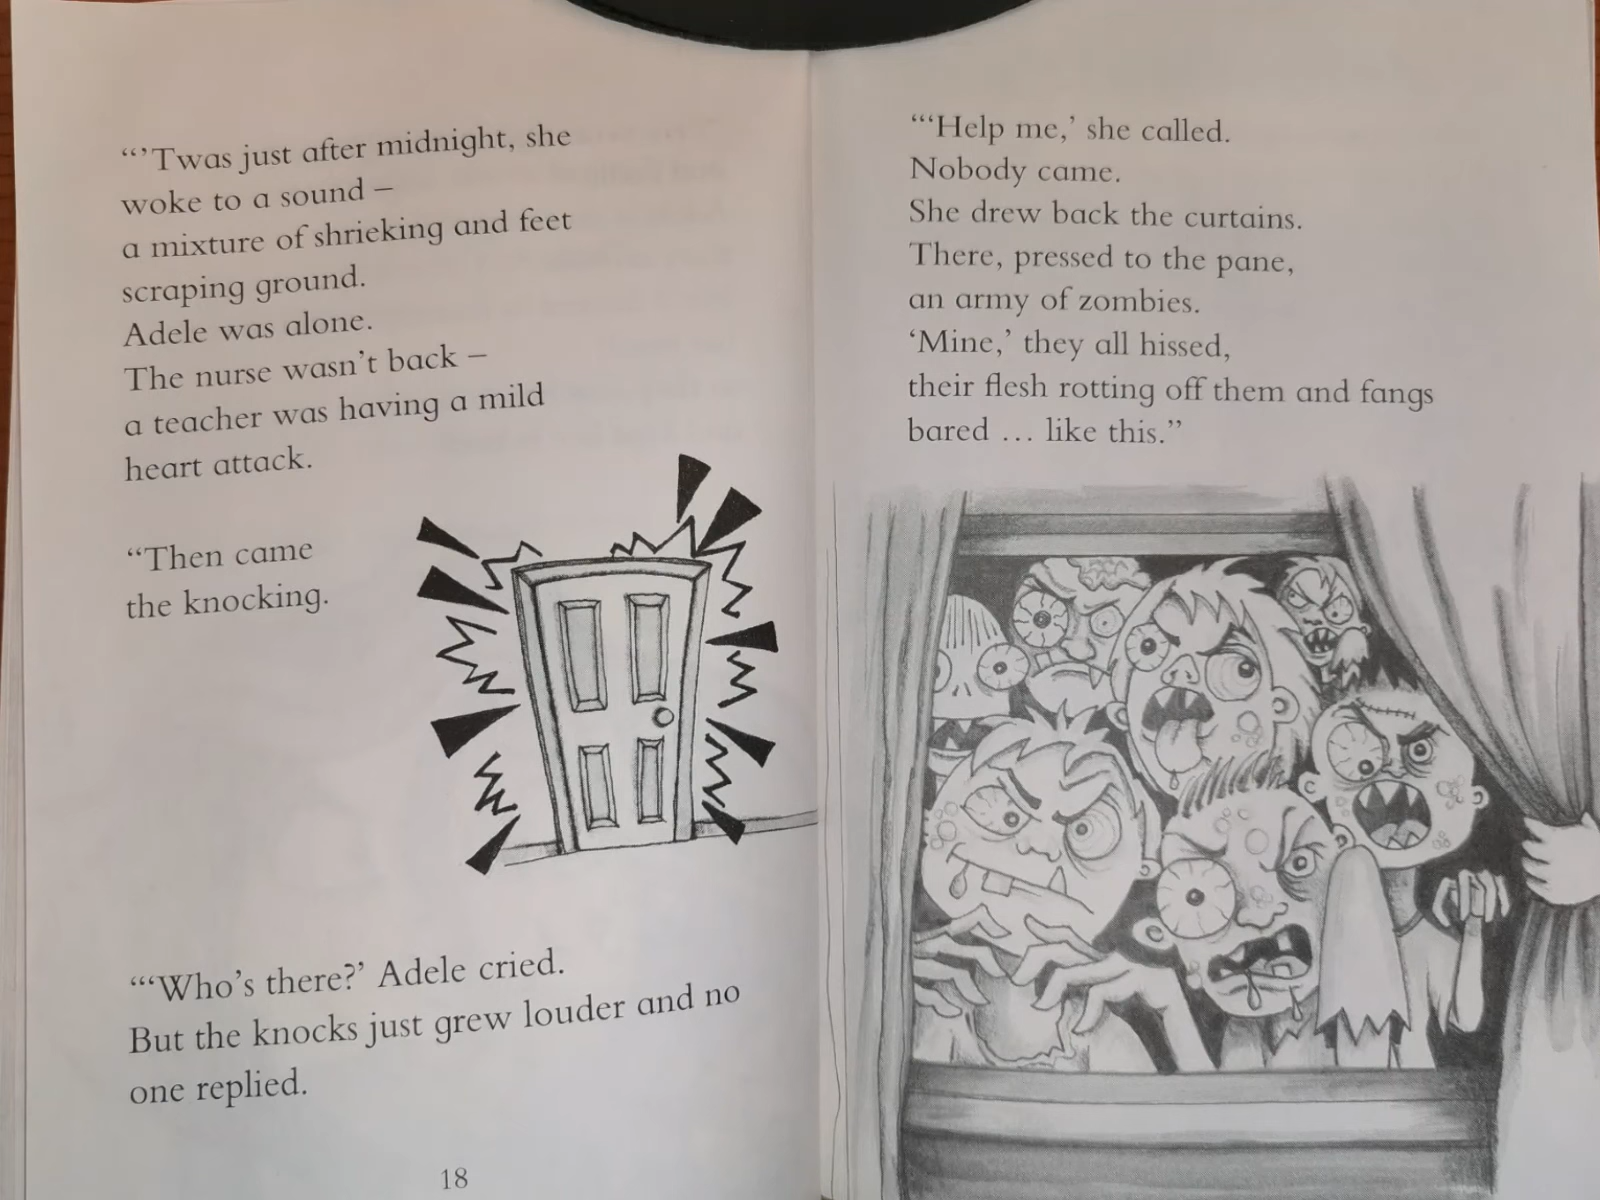 “’Twas just after midnight, she
woke to a sound –
a mixture of shrieking and feet
scraping ground.
Adele was alone.
The nurse wasn’t back –
a teacher was having a mild
heart attack.
“Then came
the knocking.
“‘Who’s there?’ Adele cried.
But the knocks just grew louder and no
one replied.
18
“‘Help me,’ she called.
Nobody came.
She drew back the curtains.
There, pressed to the pane,
an army of zombies.
‘Mine,’ they all hissed,
their flesh rotting off them and fangs
bared … like this.”